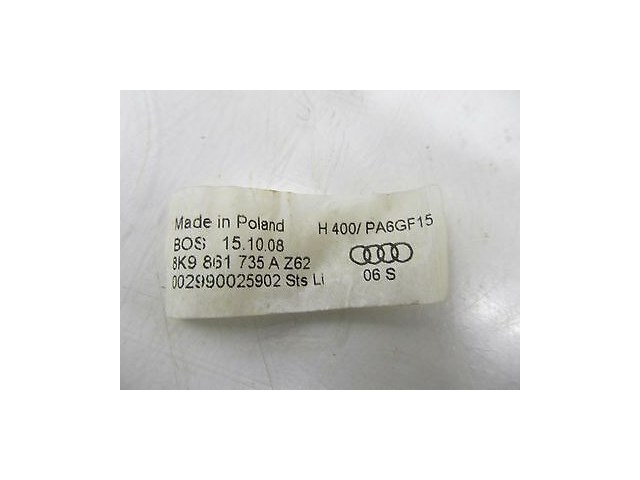 Made in Poland H 400/ PA6GF15
BOS 15.10.08
8K9 861 735 A Z62
06 S
002990025902 Sts Li